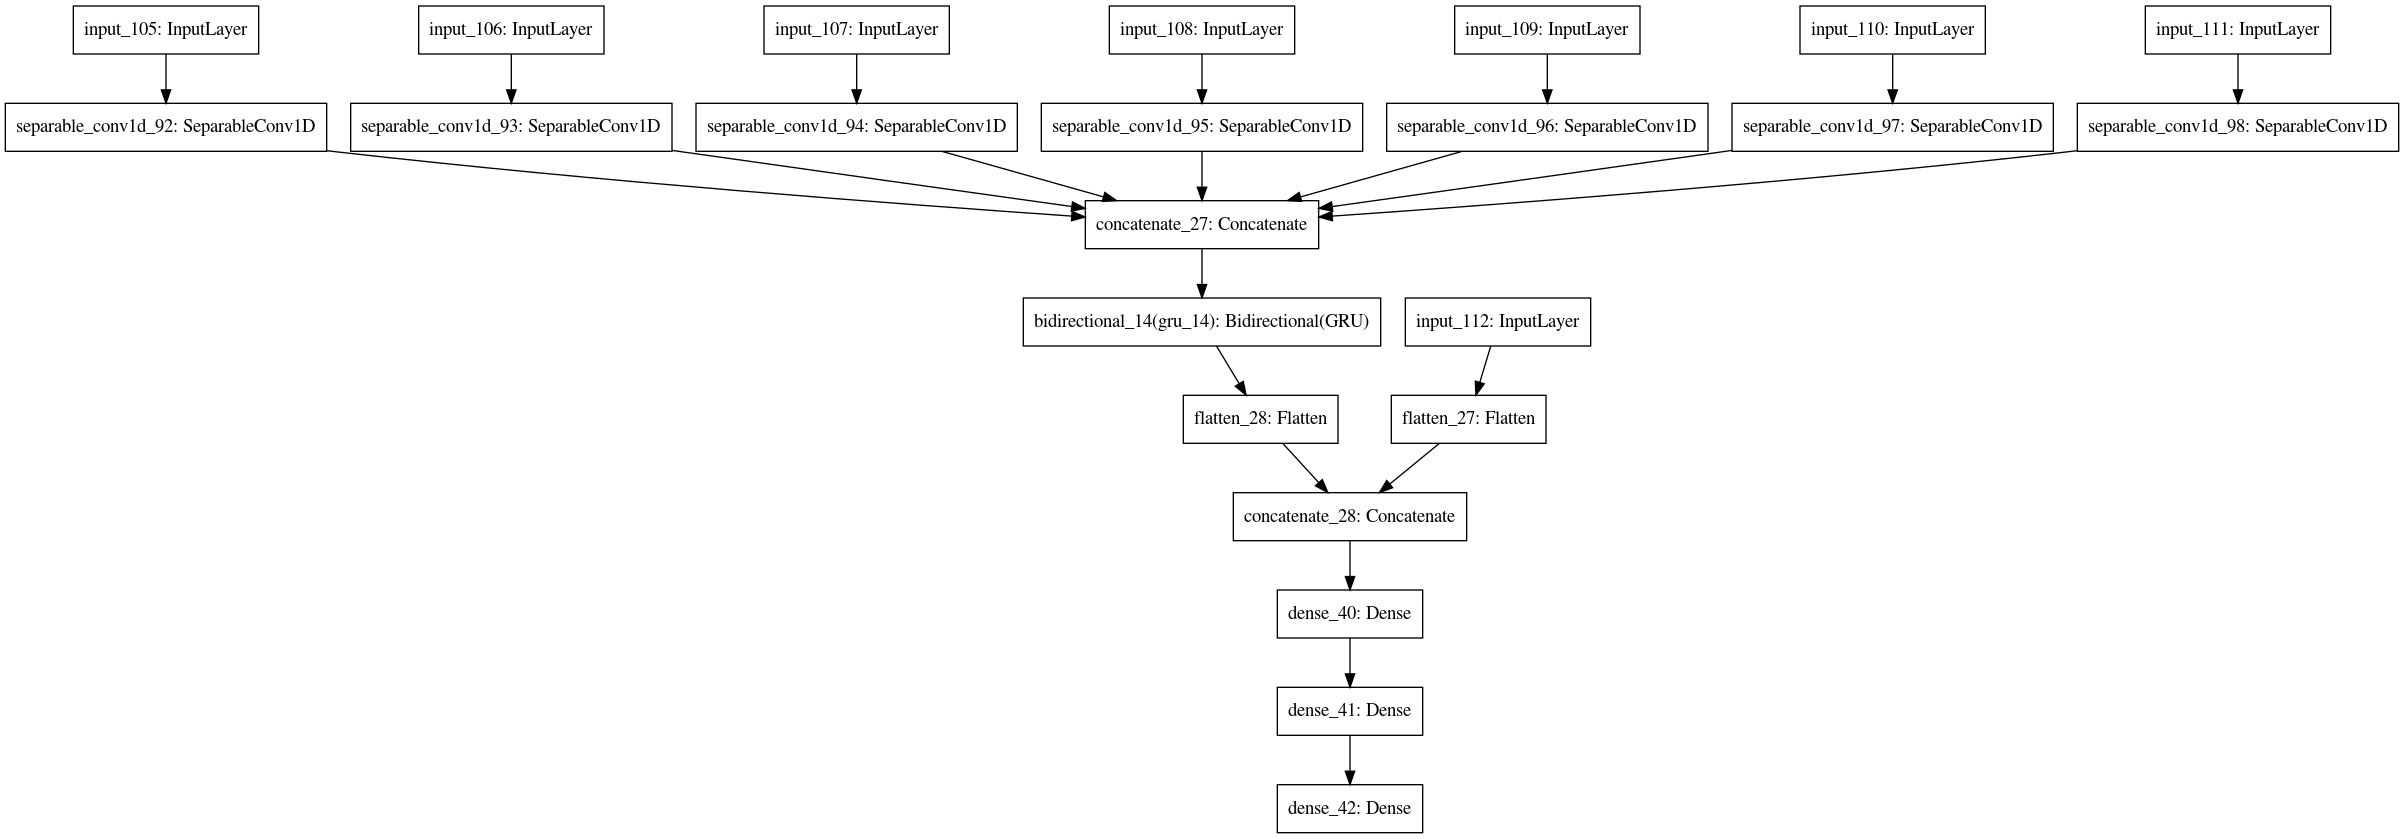 input_105: InputLayer
input_106: InputLayer
input_107: InputLayer
input_108: InputLayer
input_109: InputLayer
input_110: InputLayer
input_111: InputLayer
separable_conv1d_92: SeparableConv1D
separable_conv1d_93: SeparableConv1D
separable_conv1d_94: SeparableConv1D
separable_conv1d_95: SeparableConv1D
separable_conv1d_96: SeparableConv1D
separable_conv1d_97: SeparableConv1D
separable_conv1d_98: SeparableConv1D
concatenate_27: Concatenate
bidirectional_14(gru_14): Bidirectional(GRU)
input_112: InputLayer
flatten_28: Flatten
flatten_27: Flatten
concatenate_28: Concatenate
dense_40: Dense
dense_41: Dense
dense_42: Dense